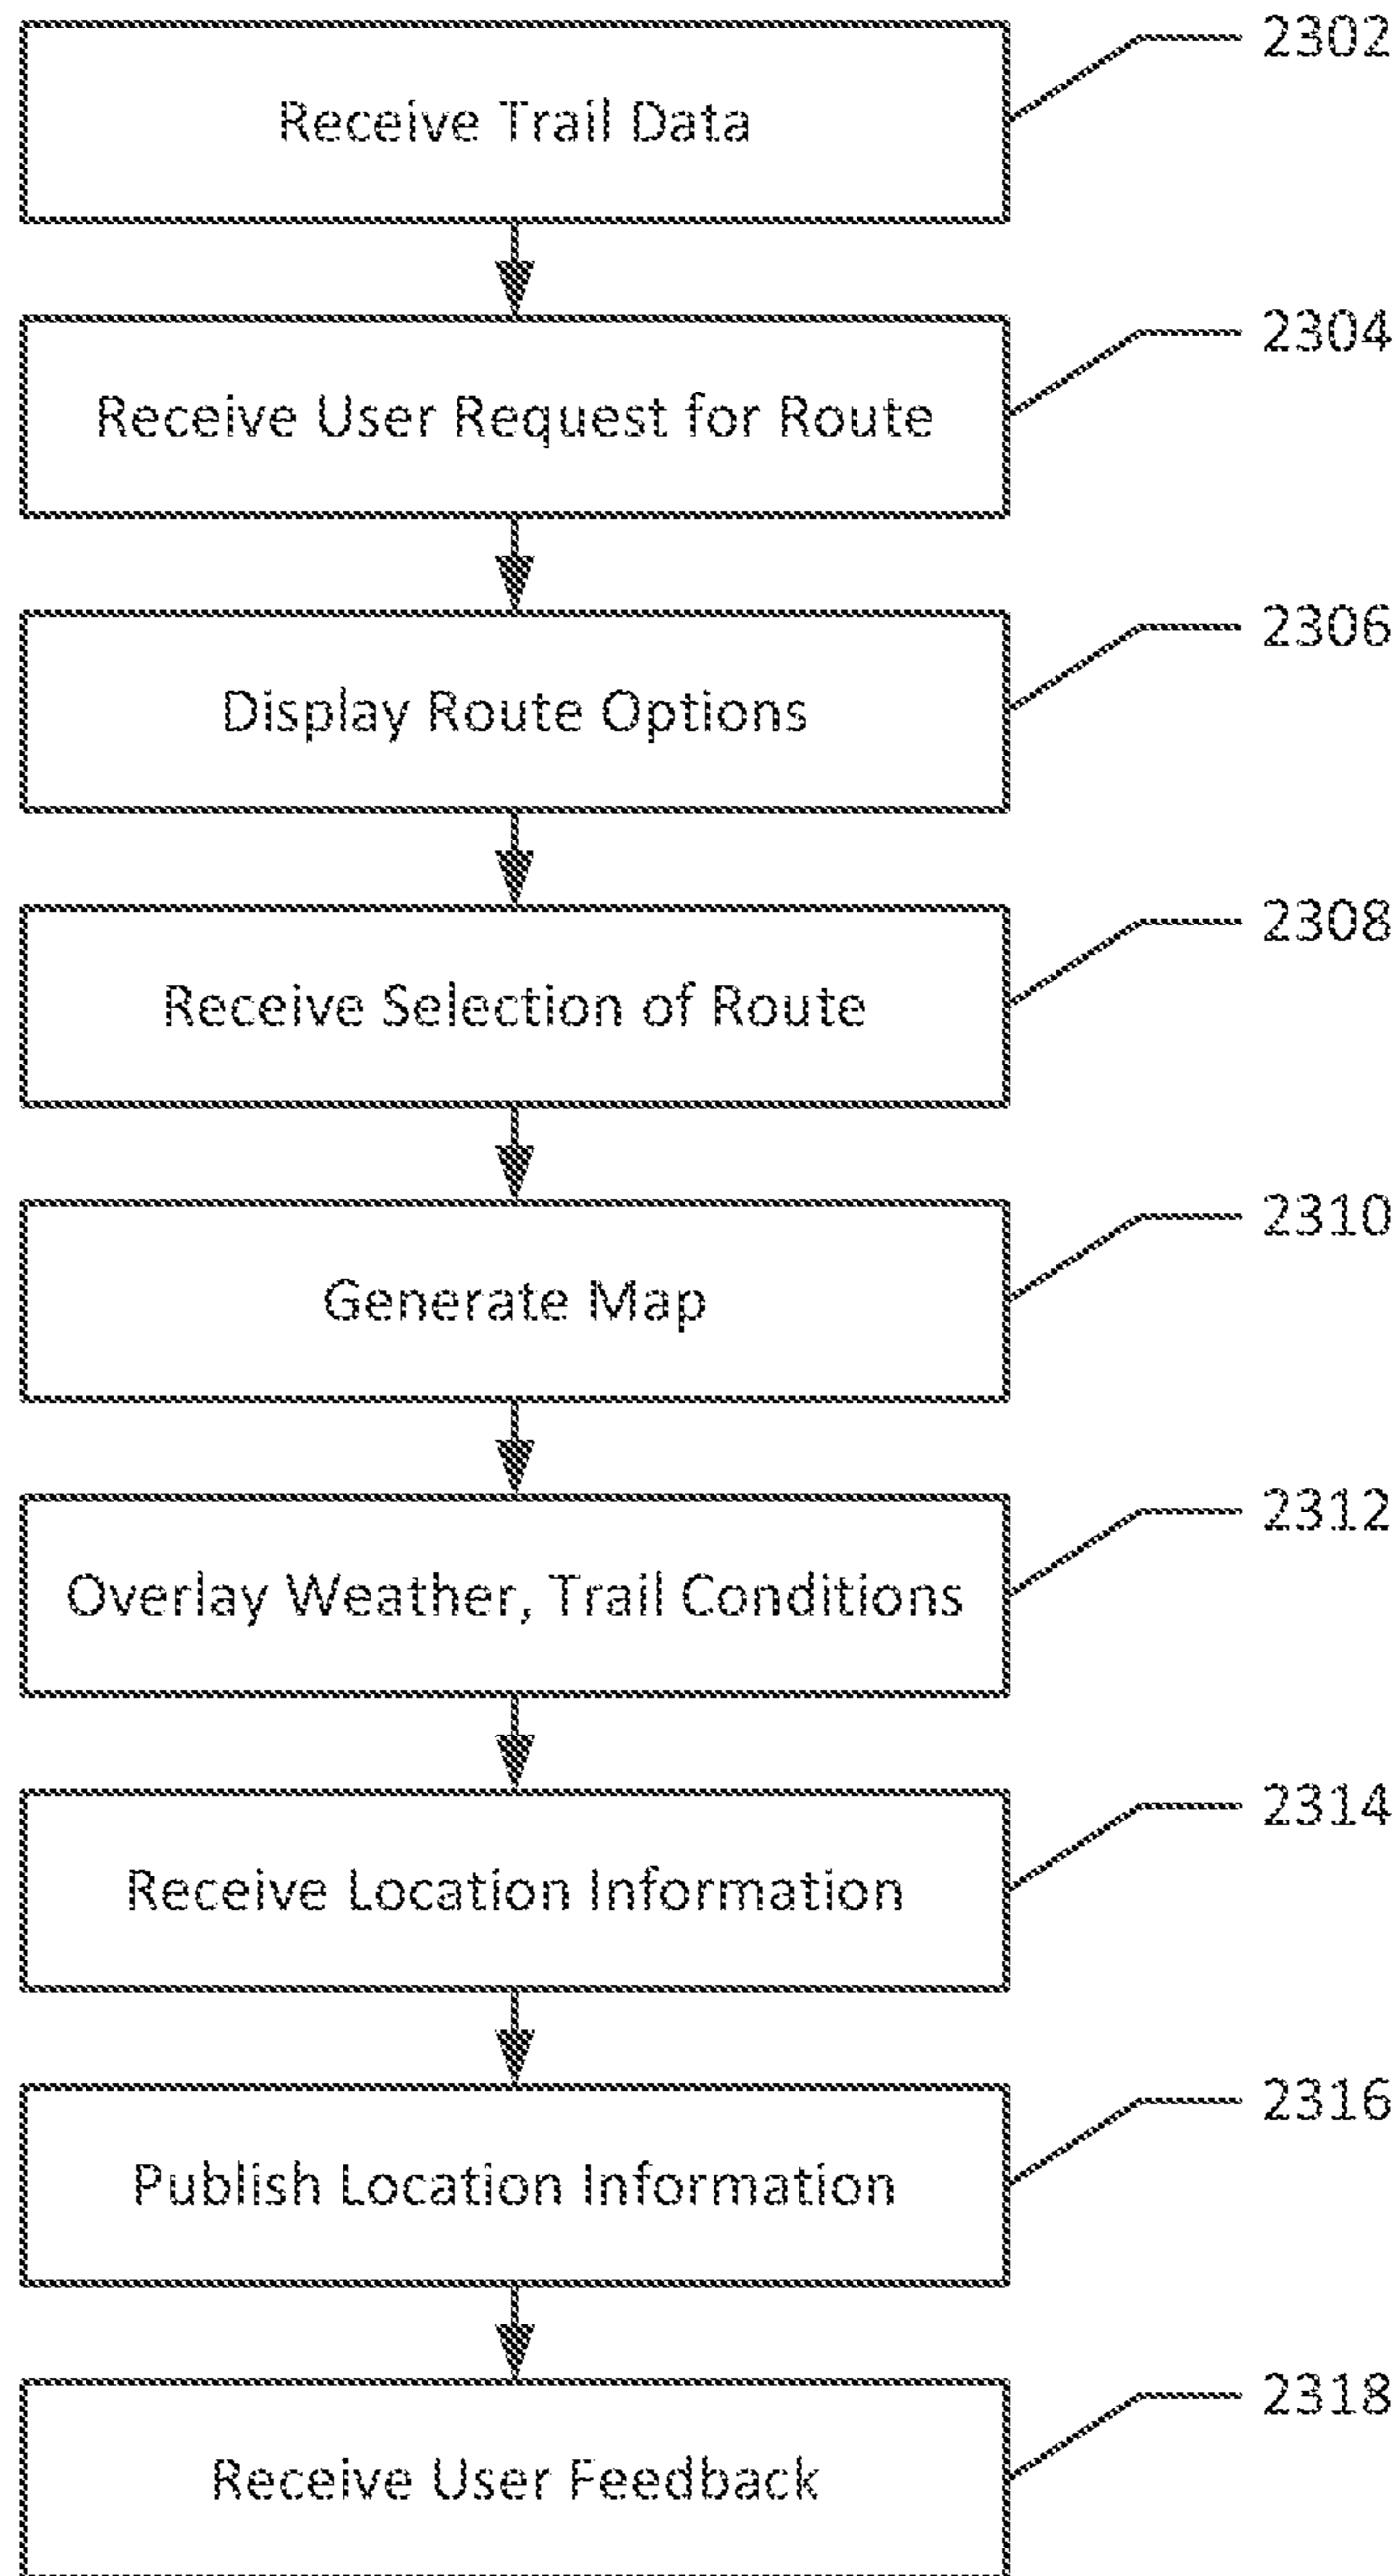 2302
Receive Trail Data
2304
Receive User Request for Route
2306
Display Route Options
2308
Receive Selection of Route
2310
Generate Map
2312
Overlay Weather, Trail Conditions
2314
Receive Location Information
2316
Publish Location Information
2318
Receive User Feedback